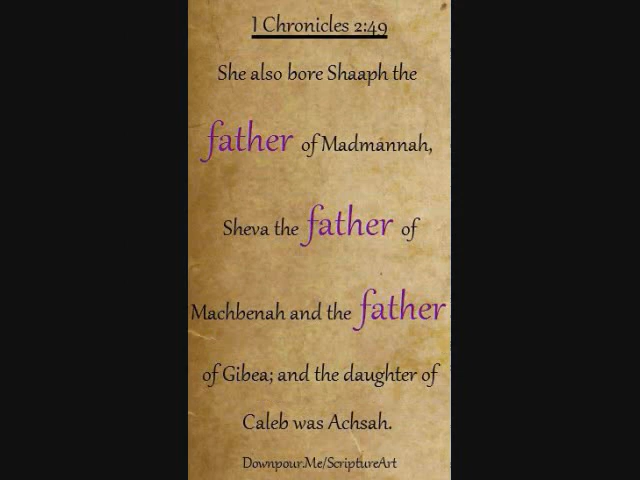 1 Chronicles 2:49
She also bore Shaaph the
father of Madmannah,
Sheva the father of
Machbenah and the father
of Gibea; and the daughter of
Caleb was Achsah.
Downpour.Me/ScriptureArt